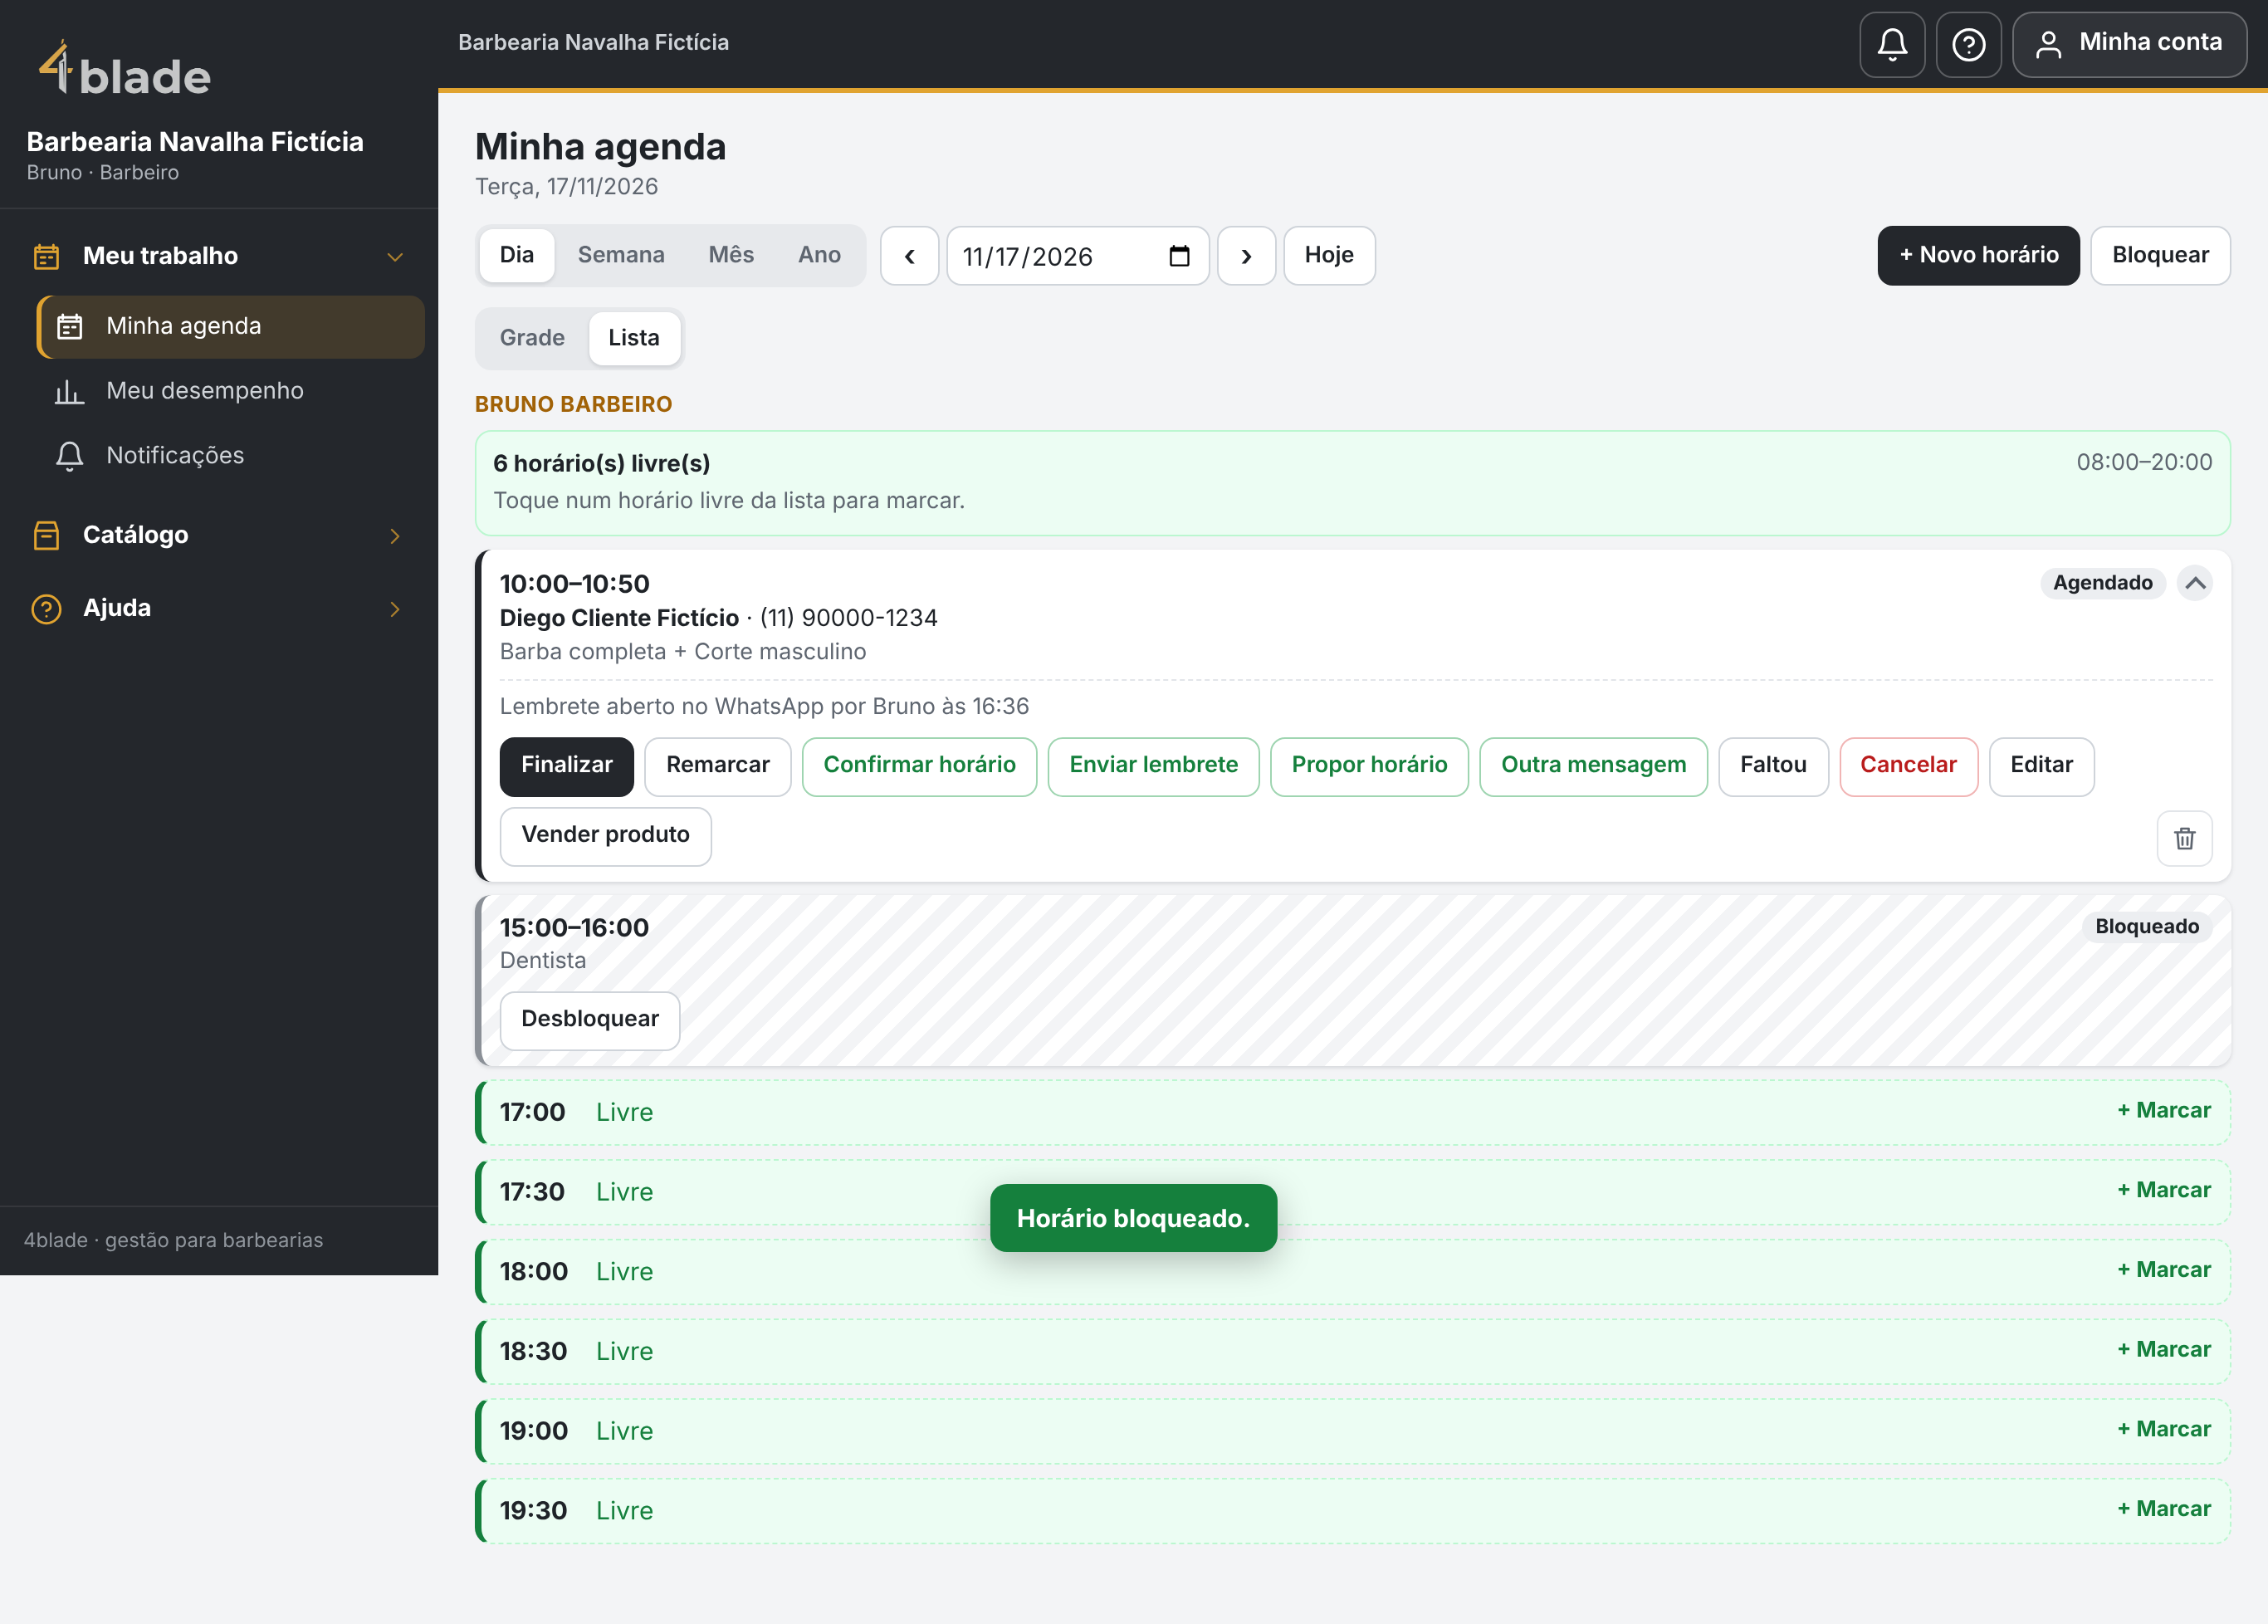 4blade
Barbearia Navalha Fictícia
Bruno · Barbeiro
Meu trabalho
Minha agenda
Meu desempenho
Notificações
Catálogo
Ajuda
4blade · gestão para barbearias
Barbearia Navalha Fictícia
Minha conta
Minha agenda
Terça, 17/11/2026
Dia Semana Mês Ano ‹ 11/17/2026 › Hoje + Novo horário Bloquear
Grade Lista
BRUNO BARBEIRO
6 horário(s) livre(s) 08:00–20:00
Toque num horário livre da lista para marcar.
10:00–10:50 Agendado
Diego Cliente Fictício · (11) 90000-1234
Barba completa + Corte masculino
Lembrete aberto no WhatsApp por Bruno às 16:36
Finalizar Remarcar Confirmar horário Enviar lembrete Propor horário Outra mensagem Faltou Cancelar Editar
Vender produto
15:00–16:00 Bloqueado
Dentista
Desbloquear
17:00 Livre + Marcar
17:30 Livre + Marcar
Horário bloqueado.
18:00 Livre + Marcar
18:30 Livre + Marcar
19:00 Livre + Marcar
19:30 Livre + Marcar